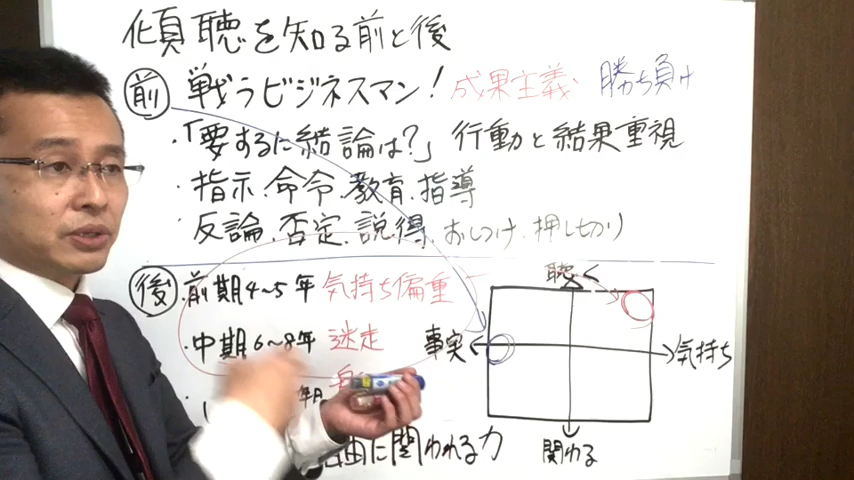 傾聴を知る前と後
前 戦うビジネスマン! 成果主義 勝ち負け
・「要するに結論は?」行動と結果重視
・指示.命令.教育.指導
・反論.否定.説得.おしつけ.押しきり
後 ・前期4~5年 気持ち偏重
・中期6~8年 迷走
年月
自由に関われる力
聴く
事実
気持ち
関わる